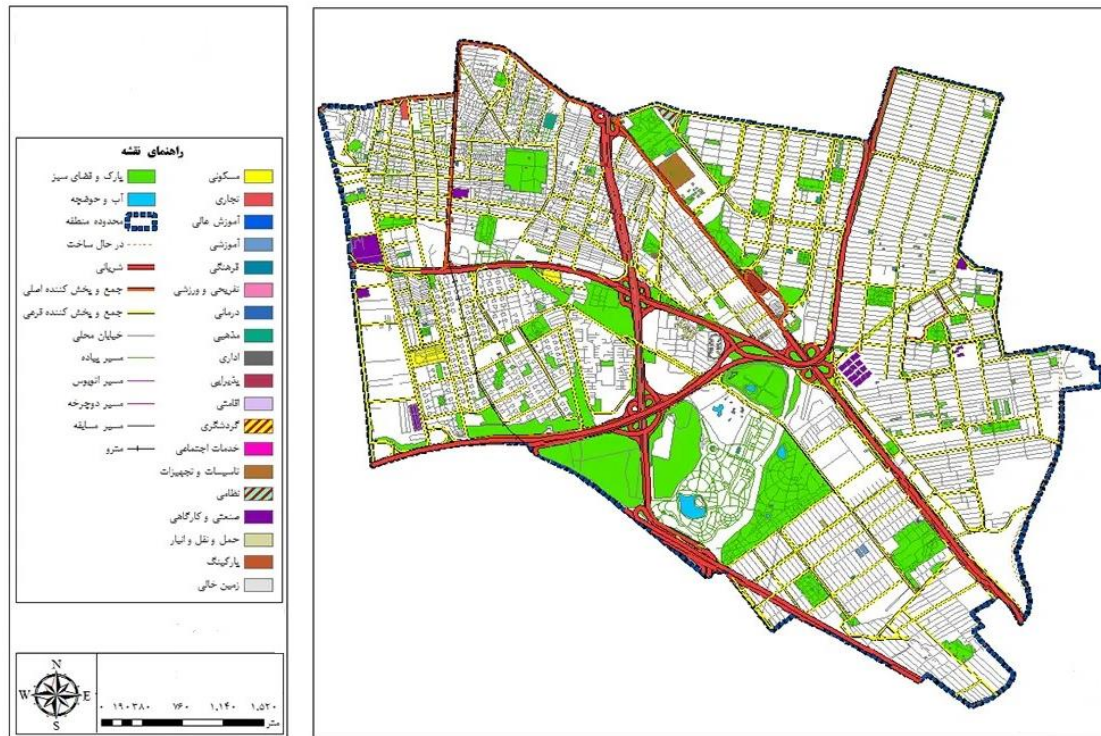 راهنمای نقشه
مسکونی
تجاری
آموزش عالی
آموزشی
فرهنگی
تفریحی و ورزشی
درمانی
مذهبی
اداری
پذیرایی
اقامتی
گردشگری
خدمات اجتماعی
تاسیسات و تجهیزات
نظامی
صنعتی و کارگاهی
حمل و نقل و انبار
پارکینگ
زمین خالی
پارک و فضای سبز
آب و حوضچه
محدوده منطقه
در حال ساخت
شریانی
جمع و پخش کننده اصلی
جمع و پخش کننده فرعی
خیابان محلی
مسیر پیاده
مسیر اتوبوس
مسیر دوچرخه
مسیر مسابقه
مترو
N
W E
S
۰ ۱۹۰ ۳۸۰ ۷۶۰ ۱,۱۴۰ ۱,۵۲۰
متر